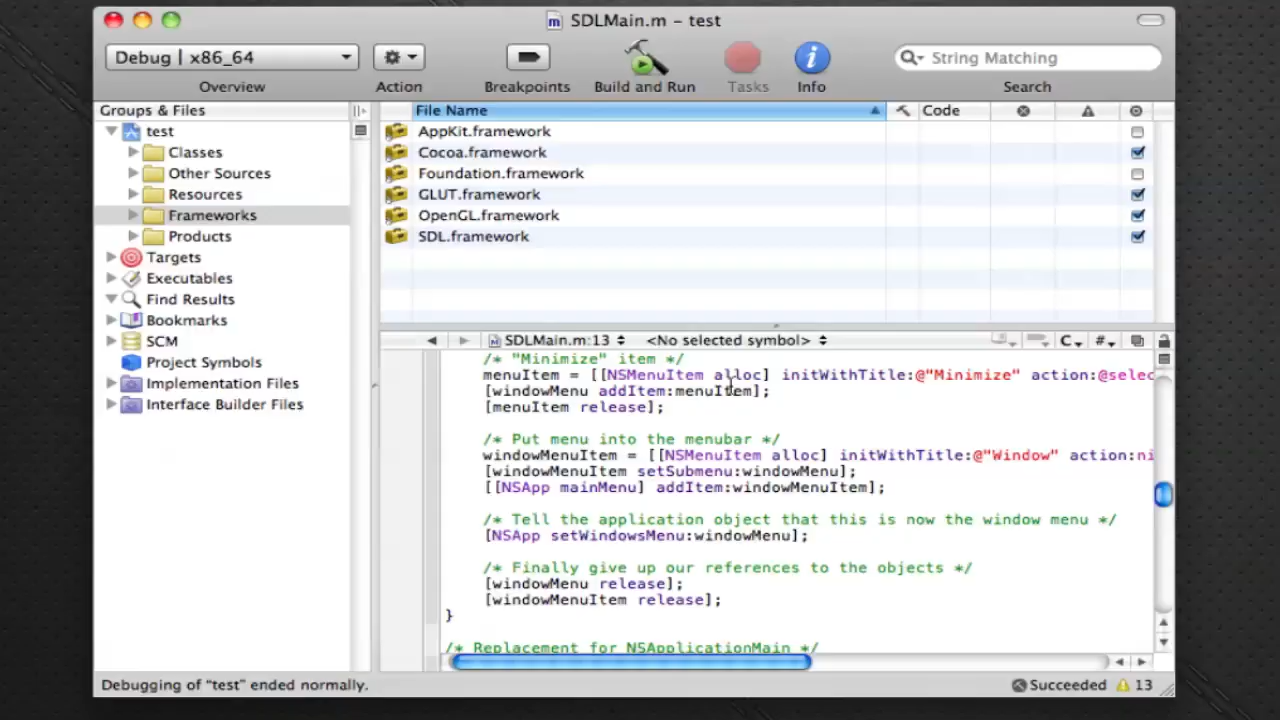 SDLMain.m - test
Debug | x86_64
Overview
Action
Breakpoints
Build and Run
Tasks
Info
String Matching
Search
Groups & Files
test
Classes
Other Sources
Resources
Frameworks
Products
Targets
Executables
Find Results
Bookmarks
SCM
Project Symbols
Implementation Files
Interface Builder Files
File Name
Code
AppKit.framework
Cocoa.framework
Foundation.framework
GLUT.framework
OpenGL.framework
SDL.framework
SDLMain.m:13 <No selected symbol> C #
/* "Minimize" item */
menuItem = [[NSMenuItem alloc] initWithTitle:@"Minimize" action:@selec
[windowMenu addItem:menuItem];
[menuItem release];
/* Put menu into the menubar */
windowMenuItem = [[NSMenuItem alloc] initWithTitle:@"Window" action:ni
[windowMenuItem setSubmenu:windowMenu];
[[NSApp mainMenu] addItem:windowMenuItem];
/* Tell the application object that this is now the window menu */
[NSApp setWindowsMenu:windowMenu];
/* Finally give up our references to the objects */
[windowMenu release];
[windowMenuItem release];
}
/* Replacement for NSApplicationMain */
Debugging of "test" ended normally.
Succeeded 13